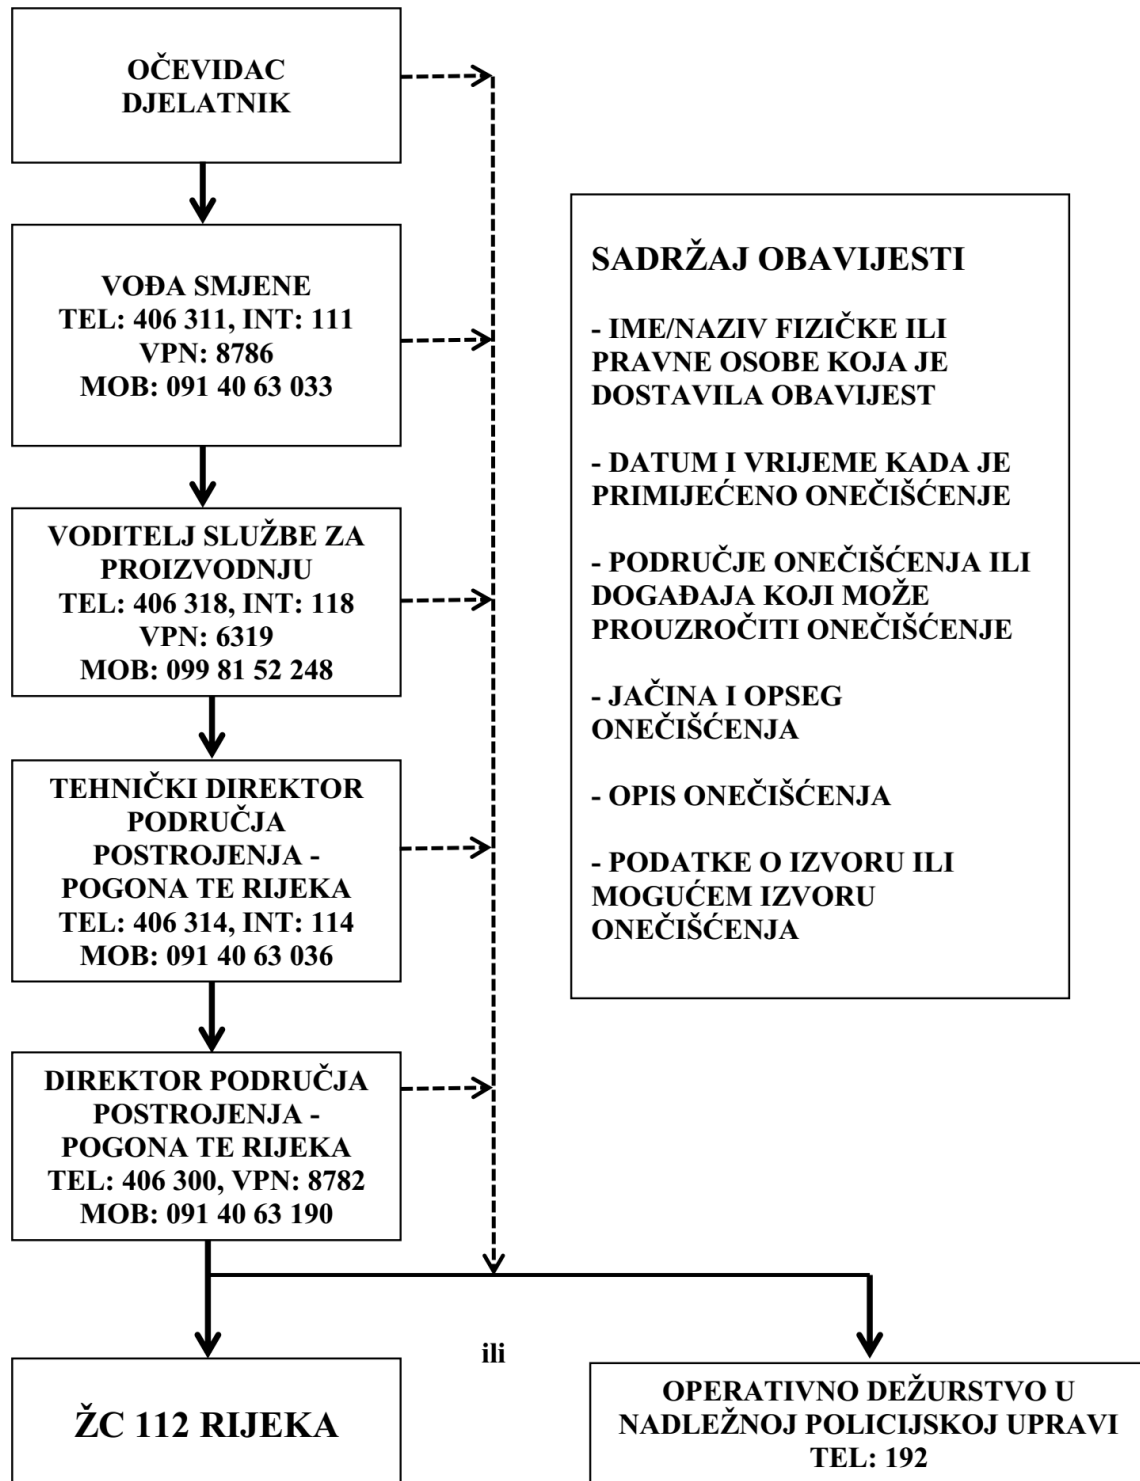 OČEVIDAC
DJELATNIK
VOĐA SMJENE
TEL: 406 311, INT: 111
VPN: 8786
MOB: 091 40 63 033
VODITELJ SLUŽBE ZA
PROIZVODNJU
TEL: 406 318, INT: 118
VPN: 6319
MOB: 099 81 52 248
TEHNIČKI DIREKTOR
PODRUČJA
POSTROJENJA -
POGONA TE RIJEKA
TEL: 406 314, INT: 114
MOB: 091 40 63 036
DIREKTOR PODRUČJA
POSTROJENJA -
POGONA TE RIJEKA
TEL: 406 300, VPN: 8782
MOB: 091 40 63 190
SADRŽAJ OBAVIJESTI
- IME/NAZIV FIZIČKE ILI
PRAVNE OSOBE KOJA JE
DOSTAVILA OBAVIJEST
- DATUM I VRIJEME KADA JE
PRIMIJEĆENO ONEČIŠĆENJE
- PODRUČJE ONEČIŠĆENJA ILI
DOGAĐAJA KOJI MOŽE
PROUZROČITI ONEČIŠĆENJE
- JAČINA I OPSEG
ONEČIŠĆENJA
- OPIS ONEČIŠĆENJA
- PODATKE O IZVORU ILI
MOGUĆEM IZVORU
ONEČIŠĆENJA
ŽC 112 RIJEKA
ili
OPERATIVNO DEŽURSTVO U
NADLEŽNOJ POLICIJSKOJ UPRAVI
TEL: 192